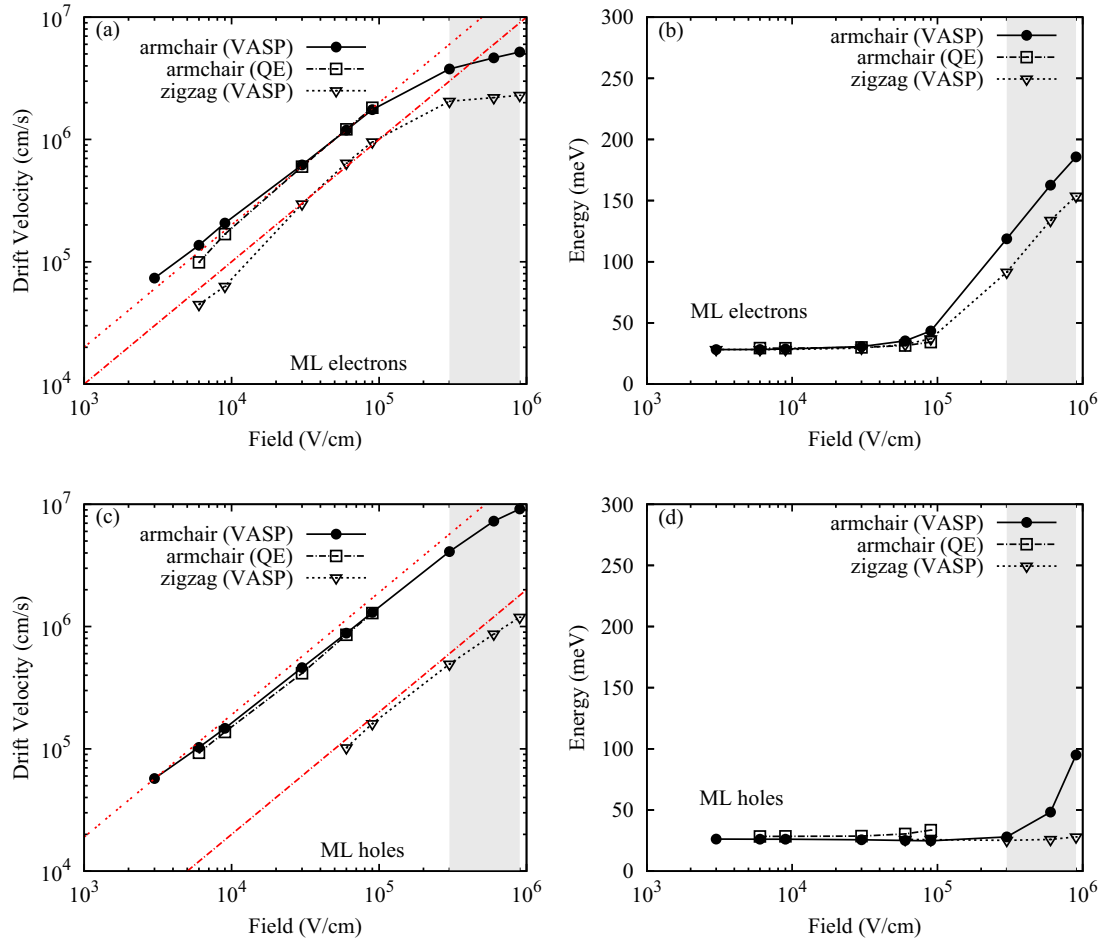 (a)
armchair (VASP)
armchair (QE)
zigzag (VASP)
ML electrons
Drift Velocity (cm/s)
10^7
10^6
10^5
10^4
10^3 10^4 10^5 10^6
Field (V/cm)
(b)
armchair (VASP)
armchair (QE)
zigzag (VASP)
ML electrons
Energy (meV)
300
250
200
150
100
50
0
10^3 10^4 10^5 10^6
Field (V/cm)
(c)
armchair (VASP)
armchair (QE)
zigzag (VASP)
ML holes
Drift Velocity (cm/s)
10^7
10^6
10^5
10^4
10^3 10^4 10^5 10^6
Field (V/cm)
(d)
armchair (VASP)
armchair (QE)
zigzag (VASP)
ML holes
Energy (meV)
300
250
200
150
100
50
0
10^3 10^4 10^5 10^6
Field (V/cm)